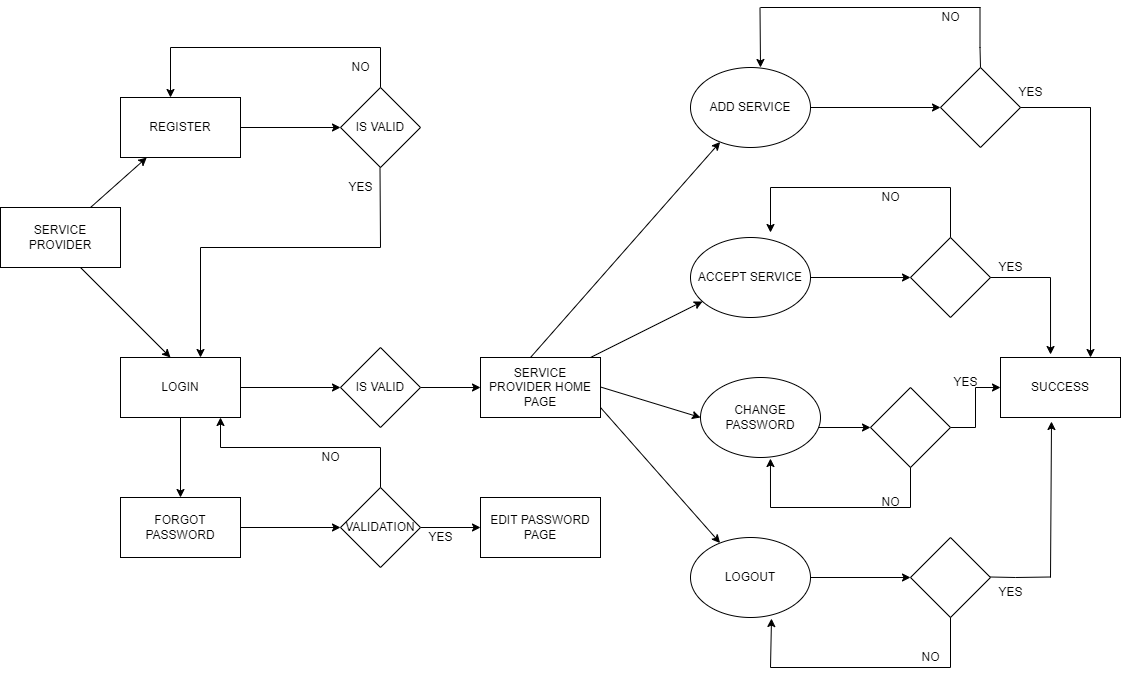 NO
ADD SERVICE
YES
NO
REGISTER
IS VALID
YES
NO
SERVICE
PROVIDER
ACCEPT SERVICE
YES
LOGIN
IS VALID
SERVICE
PROVIDER HOME
PAGE
CHANGE
PASSWORD
YES
SUCCESS
NO
NO
FORGOT
PASSWORD
VALIDATION
YES
EDIT PASSWORD
PAGE
LOGOUT
YES
NO